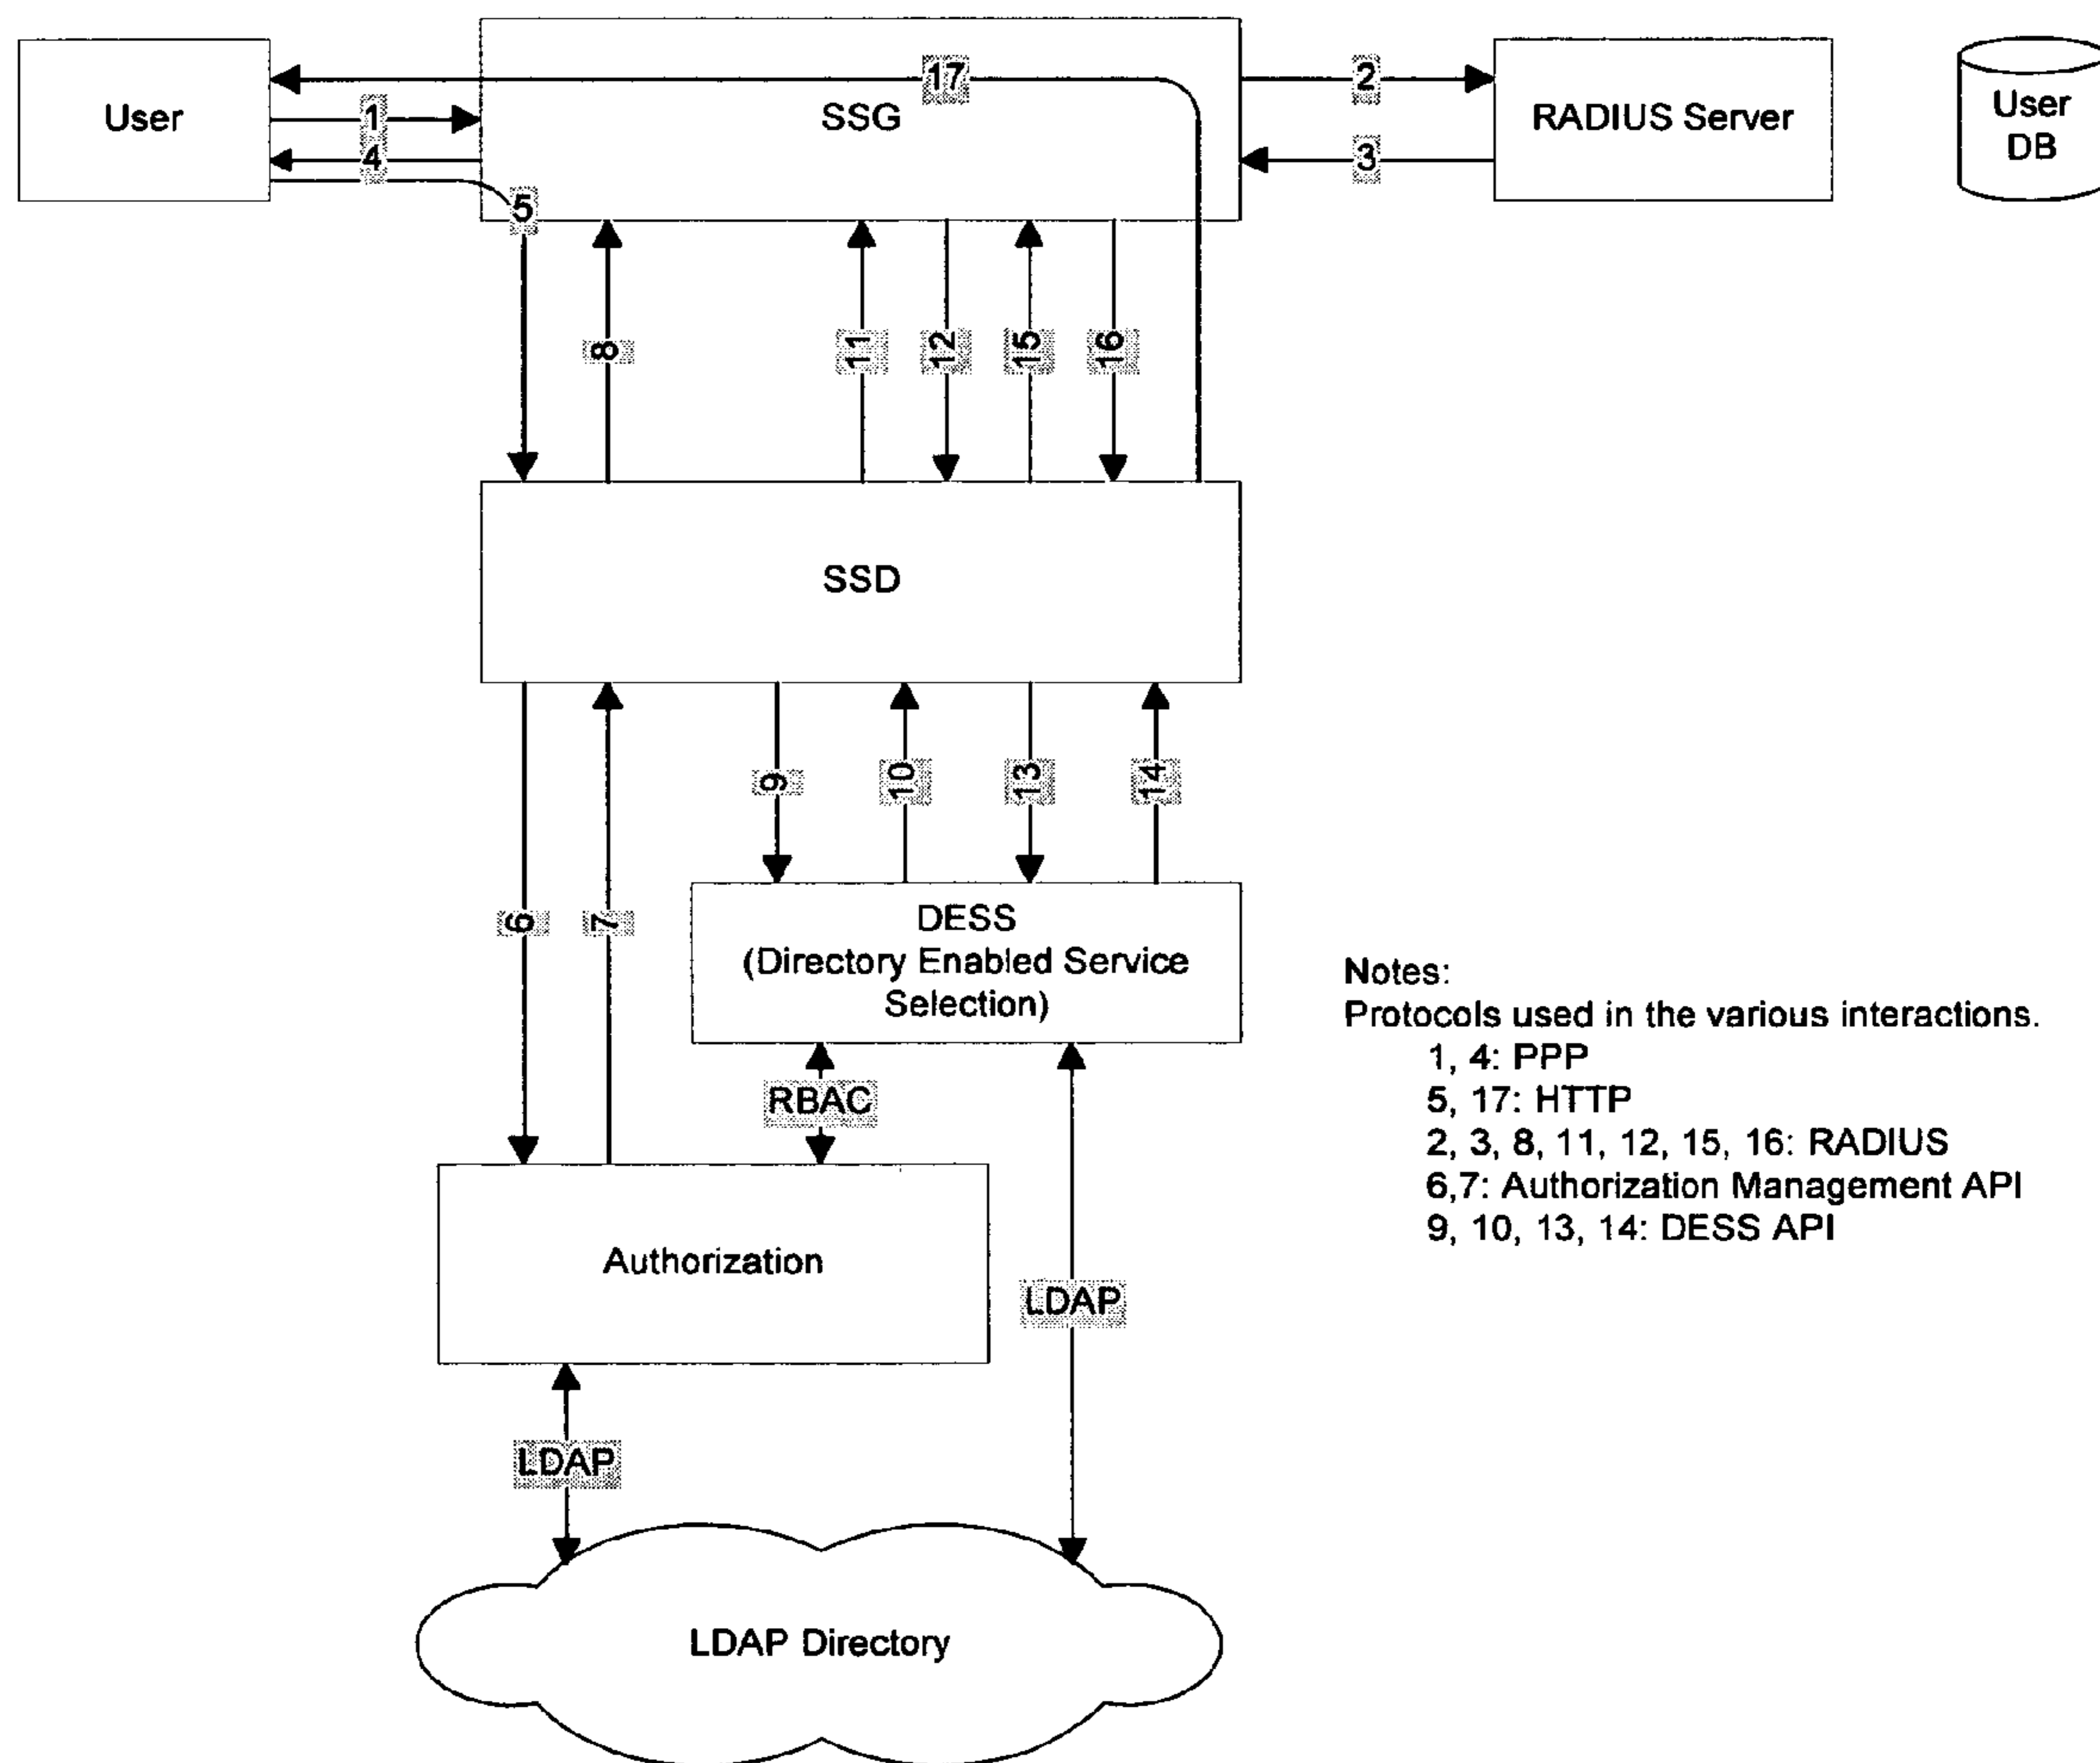 User
SSG
RADIUS Server
User
DB
17
1
4
2
3
5
8
11
12
15
16
SSD
6
7
9
10
13
14
DESS
(Directory Enabled Service
Selection)
RBAC
Authorization
LDAP
LDAP
LDAP Directory
Notes:
Protocols used in the various interactions.
1, 4: PPP
5, 17: HTTP
2, 3, 8, 11, 12, 15, 16: RADIUS
6,7: Authorization Management API
9, 10, 13, 14: DESS API